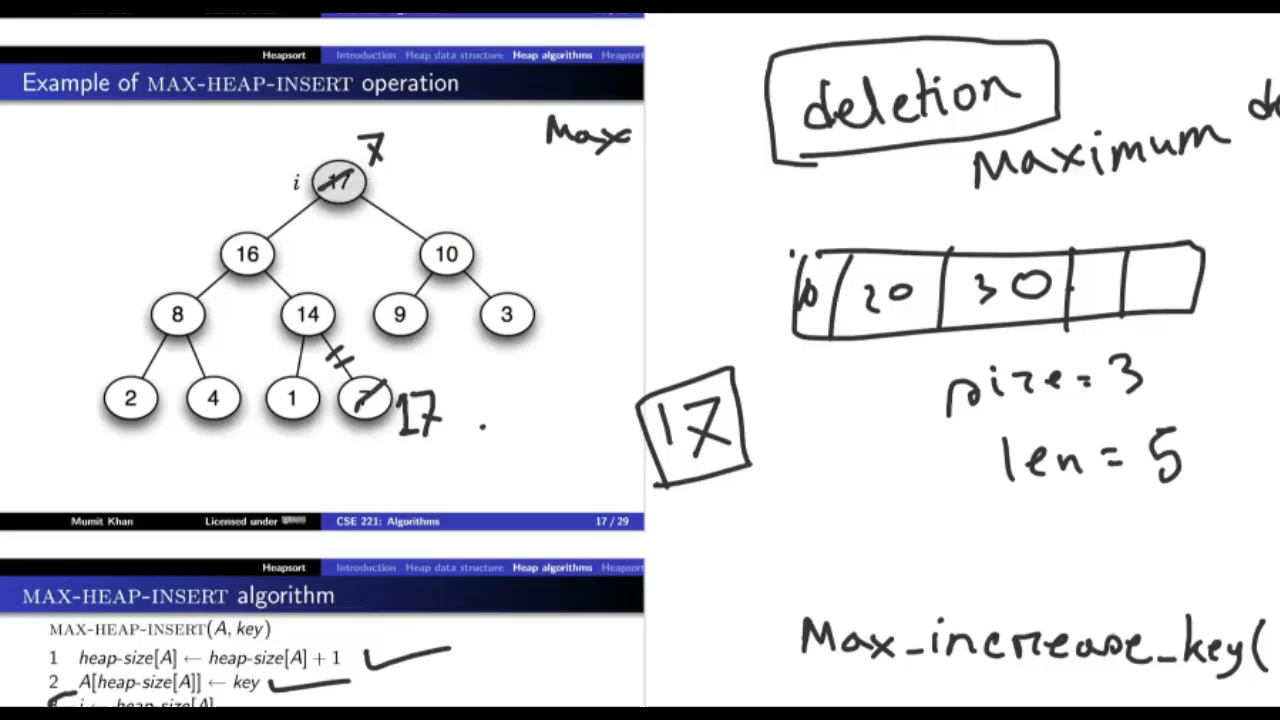 Heapsort Introduction Heap data structure Heap algorithms Heapsort
Example of MAX-HEAP-INSERT operation
7
Max
i 17
16 10
8 14 9 3
2 4 1 7 17
Mumit Khan Licensed under CSE 221: Algorithms 17 / 29
Heapsort Introduction Heap data structure Heap algorithms Heapsort
MAX-HEAP-INSERT algorithm
MAX-HEAP-INSERT(A, key)
1 heap-size[A] ← heap-size[A] + 1
2 A[heap-size[A]] ← key
i ← heap-size[A]
deletion
Maximum de
10 20 30
size = 3
len = 5
17
Max_increase_key(